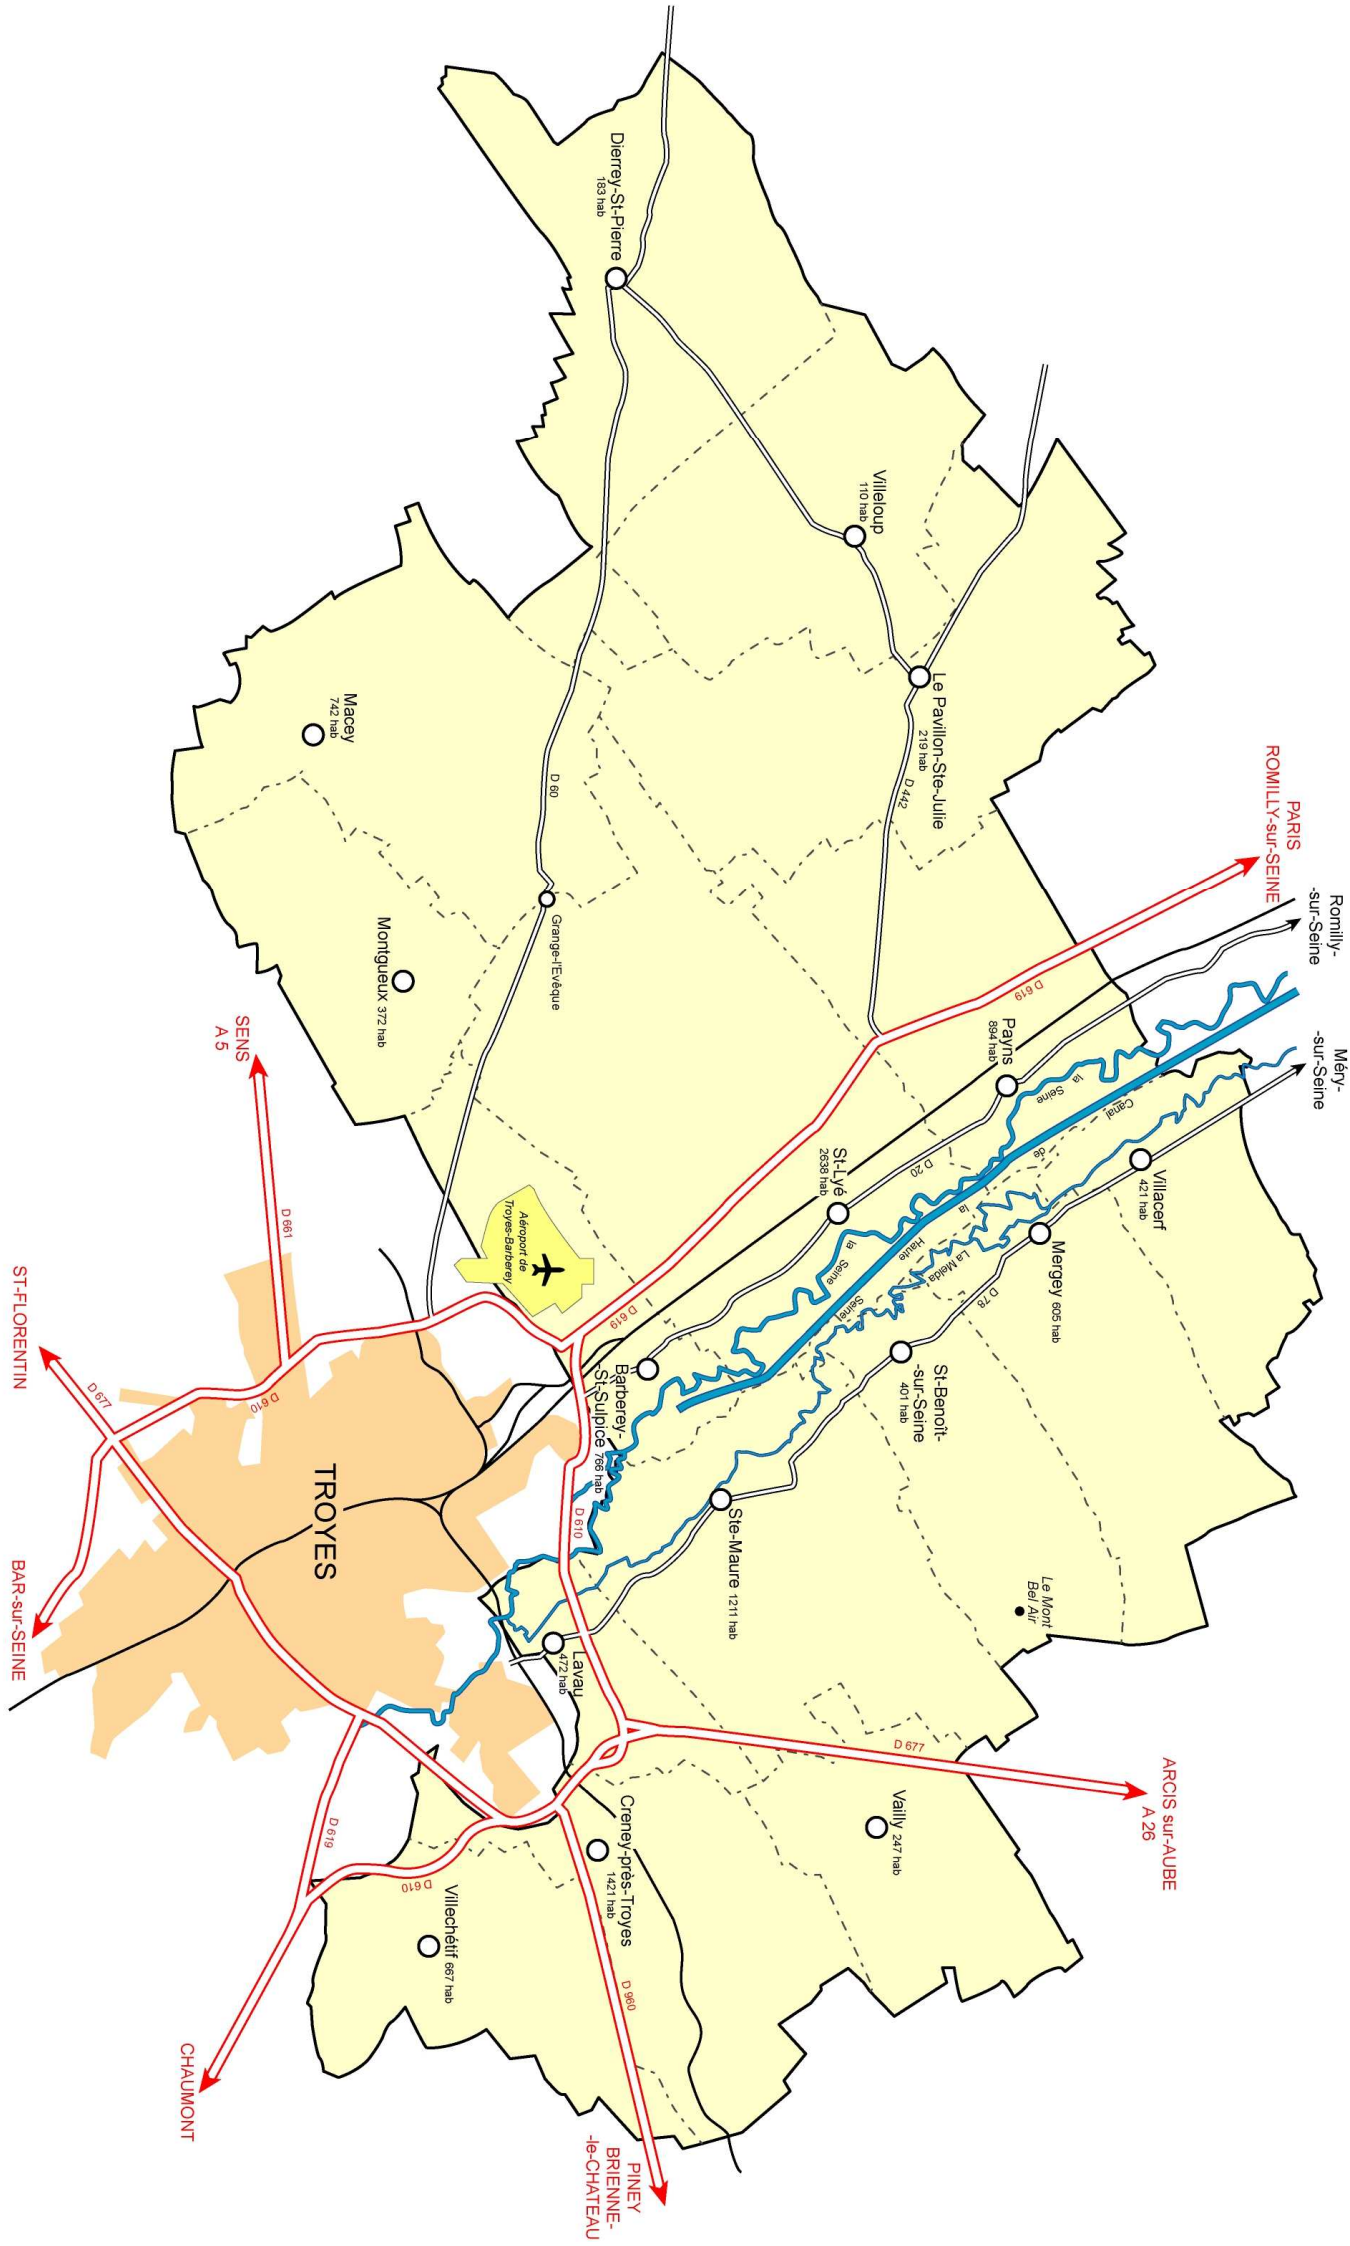 Dierrey-St-Pierre
183 hab
Villeloup
110 hab
Le Pavillon-Ste-Julie
219 hab
D 442
Macey
742 hab
D 60
Grange-l'Evêque
Montgueux 372 hab
PARIS
ROMILLY-sur-SEINE
Romilly-
-sur-Seine
Méry-
-sur-Seine
D 619
Payns
894 hab
la Seine
Canal de la Haute Seine
Villacerf
421 hab
D 20
St-Lyé
2638 hab
la Seine
La Melda
Mergey 605 hab
D 78
St-Benoît-
-sur-Seine
401 hab
Aéroport de
Troyes-Barberey
D 619
Barberey-
-St-Sulpice 766 hab
D 610
Ste-Maure 1211 hab
Le Mont
Bel Air
Lavau
472 hab
SENS
A 5
D 661
ST-FLORENTIN
D 677
D 610
TROYES
BAR-sur-SEINE
D 677
ARCIS sur-AUBE
A 26
Vailly 247 hab
Creney-près-Troyes
1421 hab
D 619
D 610
Villechétif 667 hab
D 960
CHAUMONT
PINEY
BRIENNE-
-le-CHATEAU